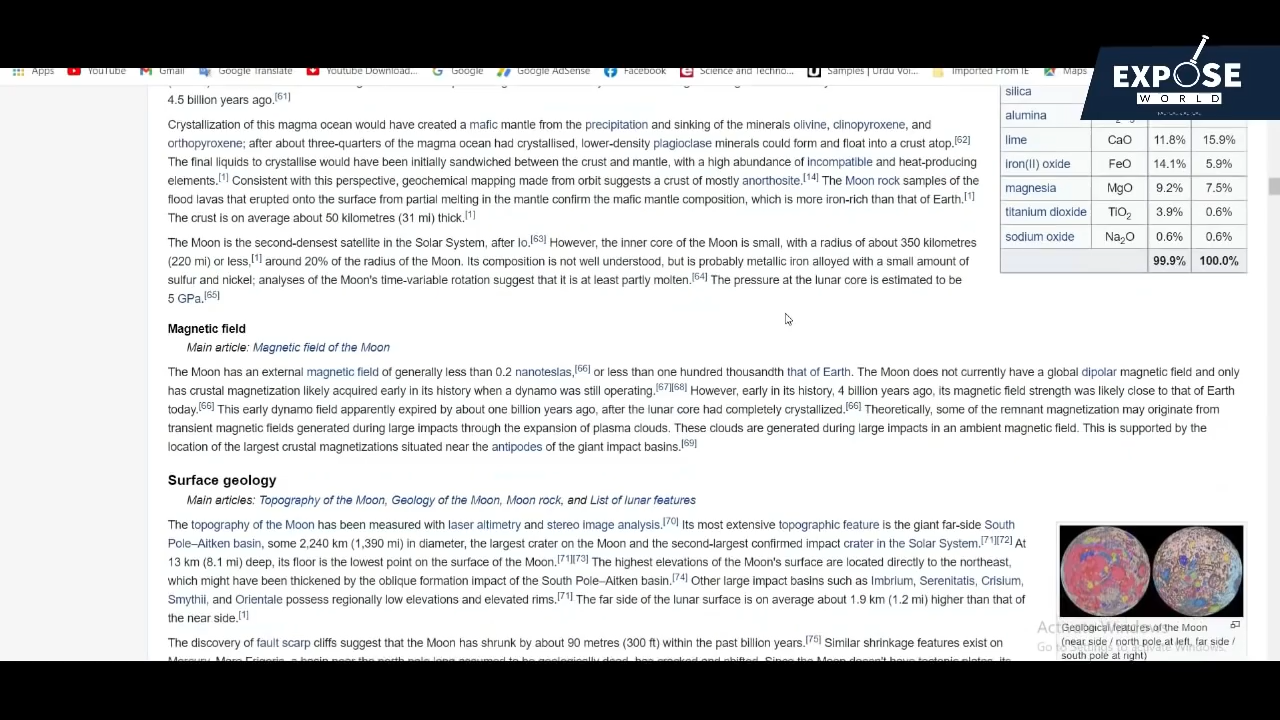 Apps YouTube Gmail Google Translate Youtube Download... Google Google AdSense Facebook Science and Techno... Samples | Urdu Voi... Imported From IE Maps
EXPOSE
WORLD
4.5 billion years ago.[61]
Crystallization of this magma ocean would have created a mafic mantle from the precipitation and sinking of the minerals olivine, clinopyroxene, and
orthopyroxene; after about three-quarters of the magma ocean had crystallised, lower-density plagioclase minerals could form and float into a crust atop.[62]
The final liquids to crystallise would have been initially sandwiched between the crust and mantle, with a high abundance of incompatible and heat-producing
elements.[1] Consistent with this perspective, geochemical mapping made from orbit suggests a crust of mostly anorthosite.[14] The Moon rock samples of the
flood lavas that erupted onto the surface from partial melting in the mantle confirm the mafic mantle composition, which is more iron-rich than that of Earth.[1]
The crust is on average about 50 kilometres (31 mi) thick.[1]
The Moon is the second-densest satellite in the Solar System, after Io.[63] However, the inner core of the Moon is small, with a radius of about 350 kilometres
(220 mi) or less,[1] around 20% of the radius of the Moon. Its composition is not well understood, but is probably metallic iron alloyed with a small amount of
sulfur and nickel; analyses of the Moon's time-variable rotation suggest that it is at least partly molten.[64] The pressure at the lunar core is estimated to be
5 GPa.[65]
silica
alumina
lime CaO 11.8% 15.9%
iron(II) oxide FeO 14.1% 5.9%
magnesia MgO 9.2% 7.5%
titanium dioxide TiO2 3.9% 0.6%
sodium oxide Na2O 0.6% 0.6%
99.9% 100.0%
Magnetic field
Main article: Magnetic field of the Moon
The Moon has an external magnetic field of generally less than 0.2 nanoteslas,[66] or less than one hundred thousandth that of Earth. The Moon does not currently have a global dipolar magnetic field and only
has crustal magnetization likely acquired early in its history when a dynamo was still operating.[67][68] However, early in its history, 4 billion years ago, its magnetic field strength was likely close to that of Earth
today.[66] This early dynamo field apparently expired by about one billion years ago, after the lunar core had completely crystallized.[66] Theoretically, some of the remnant magnetization may originate from
transient magnetic fields generated during large impacts through the expansion of plasma clouds. These clouds are generated during large impacts in an ambient magnetic field. This is supported by the
location of the largest crustal magnetizations situated near the antipodes of the giant impact basins.[69]
Surface geology
Main articles: Topography of the Moon, Geology of the Moon, Moon rock, and List of lunar features
The topography of the Moon has been measured with laser altimetry and stereo image analysis.[70] Its most extensive topographic feature is the giant far-side South
Pole–Aitken basin, some 2,240 km (1,390 mi) in diameter, the largest crater on the Moon and the second-largest confirmed impact crater in the Solar System.[71][72] At
13 km (8.1 mi) deep, its floor is the lowest point on the surface of the Moon.[71][73] The highest elevations of the Moon's surface are located directly to the northeast,
which might have been thickened by the oblique formation impact of the South Pole–Aitken basin.[74] Other large impact basins such as Imbrium, Serenitatis, Crisium,
Smythii, and Orientale possess regionally low elevations and elevated rims.[71] The far side of the lunar surface is on average about 1.9 km (1.2 mi) higher than that of
the near side.[1]
The discovery of fault scarp cliffs suggest that the Moon has shrunk by about 90 metres (300 ft) within the past billion years.[75] Similar shrinkage features exist on
Geological features of the Moon
(near side / north pole at left, far side /
south pole at right)
Activate Windows
Go to Settings to activate Windows.